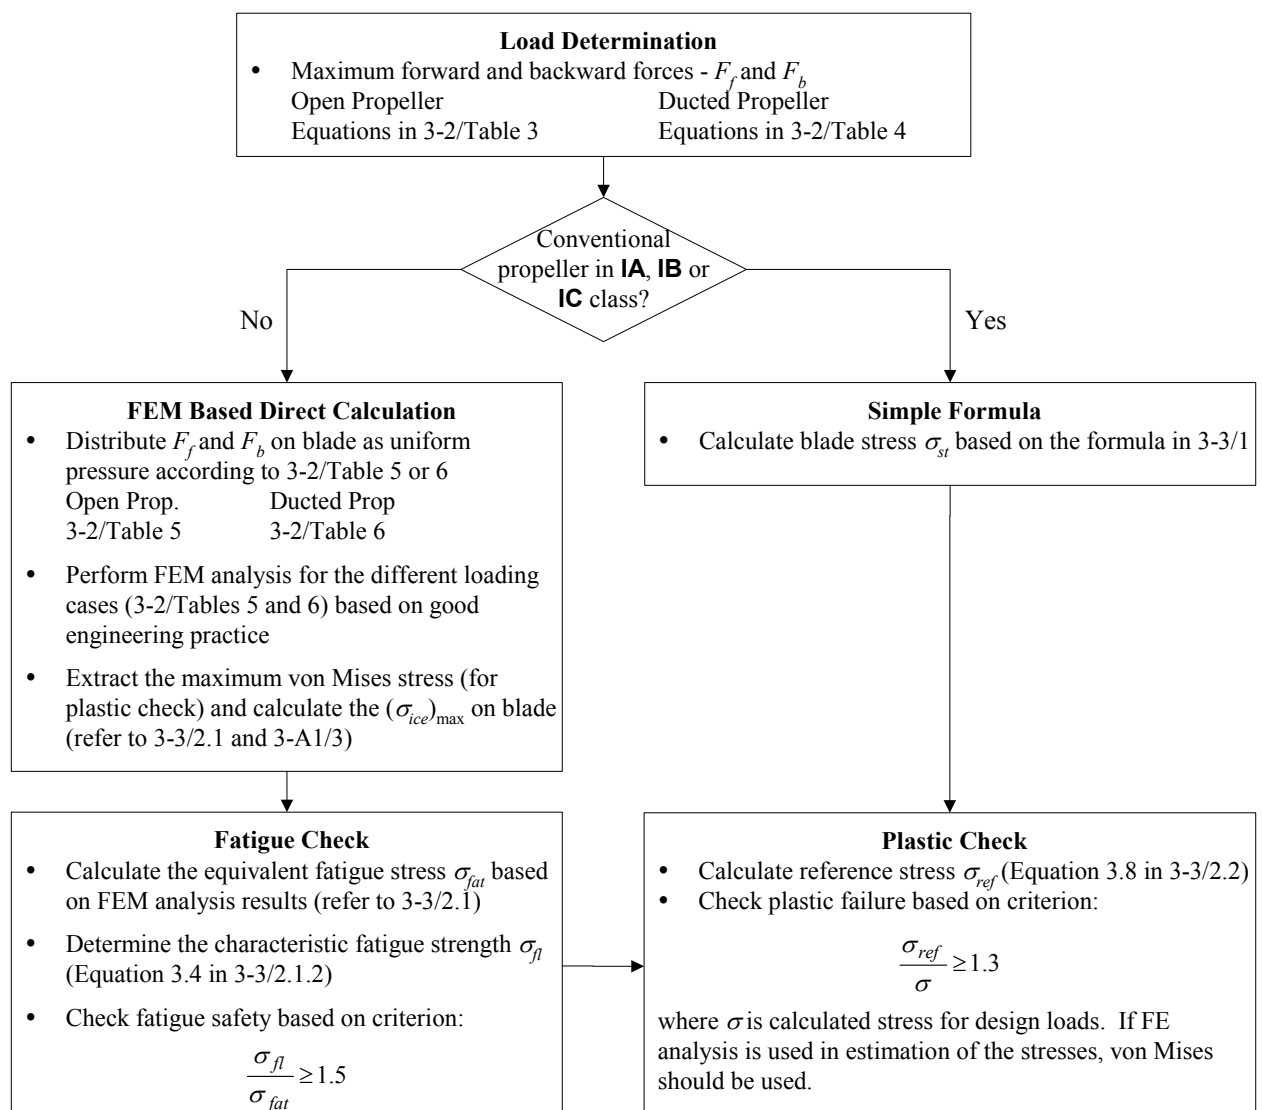 Load Determination
• Maximum forward and backward forces - F_f and F_b
Open Propeller Ducted Propeller
Equations in 3-2/Table 3 Equations in 3-2/Table 4
Conventional
propeller in IA, IB or
IC class?
No
Yes
FEM Based Direct Calculation
• Distribute F_f and F_b on blade as uniform
pressure according to 3-2/Table 5 or 6
Open Prop. Ducted Prop
3-2/Table 5 3-2/Table 6
• Perform FEM analysis for the different loading
cases (3-2/Tables 5 and 6) based on good
engineering practice
• Extract the maximum von Mises stress (for
plastic check) and calculate the (σ_ice)_max on blade
(refer to 3-3/2.1 and 3-A1/3)
Simple Formula
• Calculate blade stress σ_st based on the formula in 3-3/1
Fatigue Check
• Calculate the equivalent fatigue stress σ_fat based
on FEM analysis results (refer to 3-3/2.1)
• Determine the characteristic fatigue strength σ_fl
(Equation 3.4 in 3-3/2.1.2)
• Check fatigue safety based on criterion:
σ_fl / σ_fat ≥ 1.5
Plastic Check
• Calculate reference stress σ_ref (Equation 3.8 in 3-3/2.2)
• Check plastic failure based on criterion:
σ_ref / σ ≥ 1.3
where σ is calculated stress for design loads. If FE
analysis is used in estimation of the stresses, von Mises
should be used.